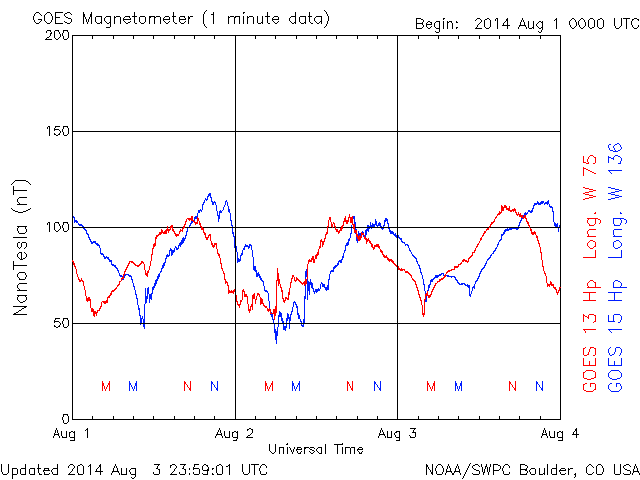 GOES Magnetometer (1 minute data)
Begin: 2014 Aug 1 0000 UTC
200
150
100
50
0
NanoTesla (nT)
M M N N M M N N M M N N
Aug 1 Aug 2 Aug 3 Aug 4
Universal Time
GOES 13 Hp Long. W 75
GOES 15 Hp Long. W 136
Updated 2014 Aug 3 23:59:01 UTC
NOAA/SWPC Boulder, CO USA